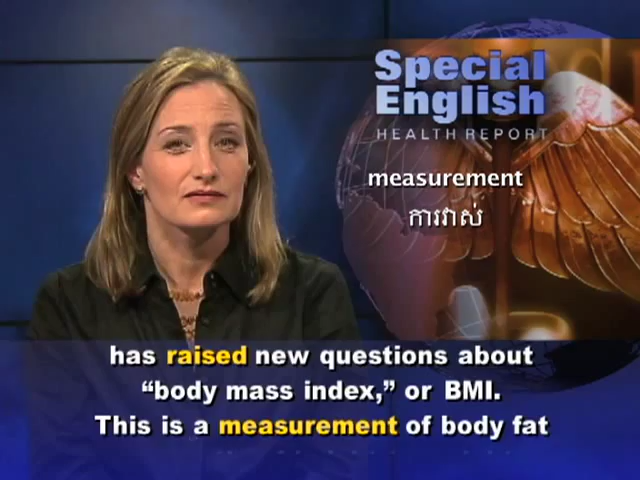 Special
English
HEALTH REPORT
measurement
ការវាស់
has raised new questions about
“body mass index,” or BMI.
This is a measurement of body fat